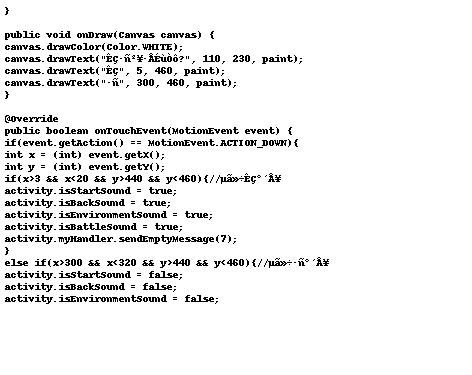 }
public void onDraw(Canvas canvas) {
canvas.drawColor(Color.WHITE);
canvas.drawText("ÊÇ·ñ²¥·ÅÉùÒô?", 110, 230, paint);
canvas.drawText("ÊÇ", 5, 460, paint);
canvas.drawText("·ñ", 300, 460, paint);
}
@Override
public boolean onTouchEvent(MotionEvent event) {
if(event.getAction() == MotionEvent.ACTION_DOWN){
int x = (int) event.getX();
int y = (int) event.getY();
if(x>3 && x<20 && y>440 && y<460){//µã»÷ÊÇ°´Å¥
activity.isStartSound = true;
activity.isBackSound = true;
activity.isEnvironmentSound = true;
activity.isBattleSound = true;
activity.myHandler.sendEmptyMessage(7);
}
else if(x>300 && x<320 && y>440 && y<460){//µã»÷·ñ°´Å¥
activity.isStartSound = false;
activity.isBackSound = false;
activity.isEnvironmentSound = false;